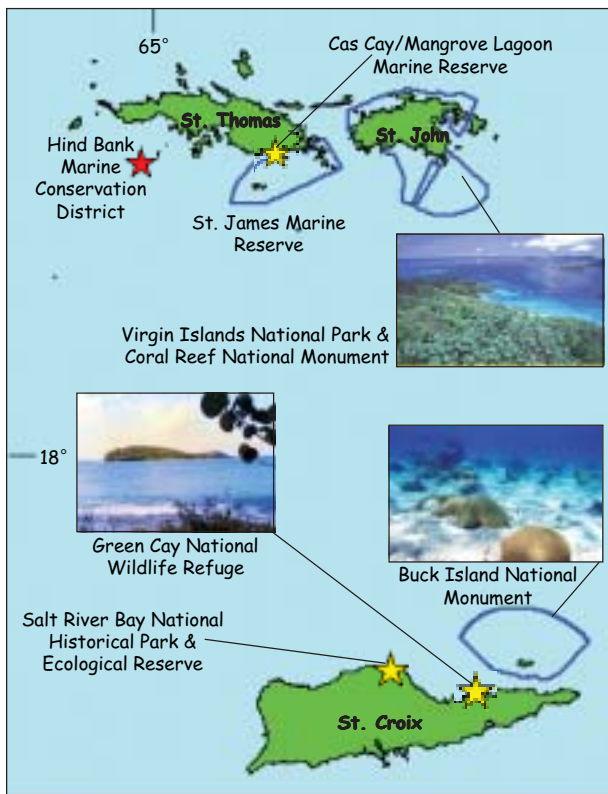 65°
Cas Cay/Mangrove Lagoon
Marine Reserve
St. Thomas
St. John
Hind Bank
Marine
Conservation
District
St. James Marine
Reserve
Virgin Islands National Park &
Coral Reef National Monument
18°
Green Cay National
Wildlife Refuge
Buck Island National
Monument
Salt River Bay National
Historical Park &
Ecological Reserve
St. Croix